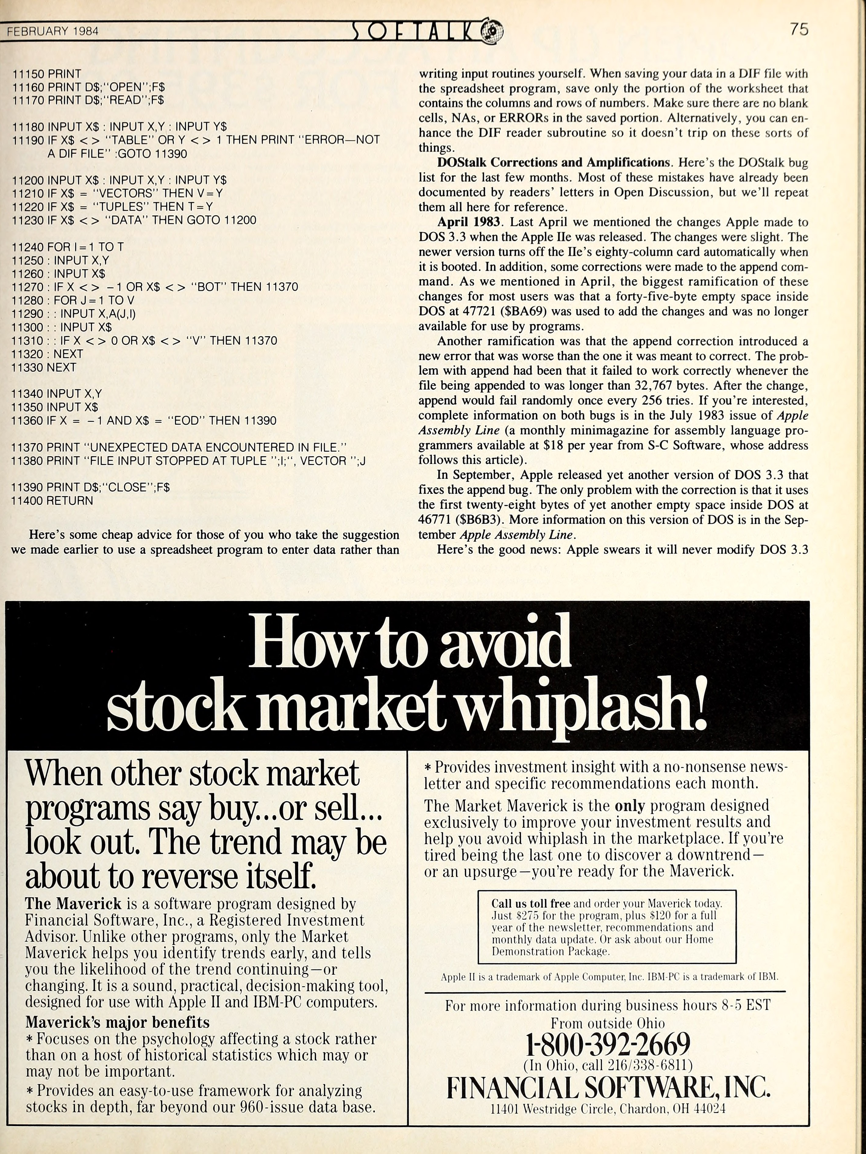 FEBRUARY 1984
SOFTALK
75
11150 PRINT
11160 PRINT D$;"OPEN";F$
11170 PRINT D$;"READ";F$
11180 INPUT X$ : INPUT X,Y : INPUT Y$
11190 IF X$ < > "TABLE" OR Y < > 1 THEN PRINT "ERROR—NOT
A DIF FILE" :GOTO 11390
11200 INPUT X$ : INPUT X,Y : INPUT Y$
11210 IF X$ = "VECTORS" THEN V=Y
11220 IF X$ = "TUPLES" THEN T=Y
11230 IF X$ < > "DATA" THEN GOTO 11200
11240 FOR I=1 TO T
11250 : INPUT X,Y
11260 : INPUT X$
11270 : IF X < > -1 OR X$ < > "BOT" THEN 11370
11280 : FOR J=1 TO V
11290 : : INPUT X,A(J,I)
11300 : : INPUT X$
11310 : : IF X < > 0 OR X$ < > "V" THEN 11370
11320 : NEXT
11330 NEXT
11340 INPUT X,Y
11350 INPUT X$
11360 IF X = -1 AND X$ = "EOD" THEN 11390
11370 PRINT "UNEXPECTED DATA ENCOUNTERED IN FILE."
11380 PRINT "FILE INPUT STOPPED AT TUPLE ";I;", VECTOR ";J
11390 PRINT D$;"CLOSE";F$
11400 RETURN
Here's some cheap advice for those of you who take the suggestion
we made earlier to use a spreadsheet program to enter data rather than
writing input routines yourself. When saving your data in a DIF file with
the spreadsheet program, save only the portion of the worksheet that
contains the columns and rows of numbers. Make sure there are no blank
cells, NAs, or ERRORs in the saved portion. Alternatively, you can en-
hance the DIF reader subroutine so it doesn't trip on these sorts of
things.
DOStalk Corrections and Amplifications. Here's the DOStalk bug
list for the last few months. Most of these mistakes have already been
documented by readers' letters in Open Discussion, but we'll repeat
them all here for reference.
April 1983. Last April we mentioned the changes Apple made to
DOS 3.3 when the Apple IIe was released. The changes were slight. The
newer version turns off the IIe's eighty-column card automatically when
it is booted. In addition, some corrections were made to the append com-
mand. As we mentioned in April, the biggest ramification of these
changes for most users was that a forty-five-byte empty space inside
DOS at 47721 ($BA69) was used to add the changes and was no longer
available for use by programs.
Another ramification was that the append correction introduced a
new error that was worse than the one it was meant to correct. The prob-
lem with append had been that it failed to work correctly whenever the
file being appended to was longer than 32,767 bytes. After the change,
append would fail randomly once every 256 tries. If you're interested,
complete information on both bugs is in the July 1983 issue of Apple
Assembly Line (a monthly minimagazine for assembly language pro-
grammers available at $18 per year from S-C Software, whose address
follows this article).
In September, Apple released yet another version of DOS 3.3 that
fixes the append bug. The only problem with the correction is that it uses
the first twenty-eight bytes of yet another empty space inside DOS at
46771 ($B6B3). More information on this version of DOS is in the Sep-
tember Apple Assembly Line.
Here's the good news: Apple swears it will never modify DOS 3.3
How to avoid
stock market whiplash!
When other stock market
programs say buy...or sell...
look out. The trend may be
about to reverse itself.
The Maverick is a software program designed by
Financial Software, Inc., a Registered Investment
Advisor. Unlike other programs, only the Market
Maverick helps you identify trends early, and tells
you the likelihood of the trend continuing—or
changing. It is a sound, practical, decision-making tool,
designed for use with Apple II and IBM-PC computers.
Maverick's major benefits
* Focuses on the psychology affecting a stock rather
than on a host of historical statistics which may or
may not be important.
* Provides an easy-to-use framework for analyzing
stocks in depth, far beyond our 960-issue data base.
* Provides investment insight with a no-nonsense news-
letter and specific recommendations each month.
The Market Maverick is the only program designed
exclusively to improve your investment results and
help you avoid whiplash in the marketplace. If you're
tired being the last one to discover a downtrend—
or an upsurge—you're ready for the Maverick.
Call us toll free and order your Maverick today.
Just $275 for the program, plus $120 for a full
year of the newsletter, recommendations and
monthly data update. Or ask about our Home
Demonstration Package.
Apple II is a trademark of Apple Computer, Inc. IBM-PC is a trademark of IBM.
For more information during business hours 8-5 EST
From outside Ohio
1-800-392-2669
(In Ohio, call 216/338-6811)
FINANCIAL SOFTWARE, INC.
11401 Westridge Circle, Chardon, OH 44024